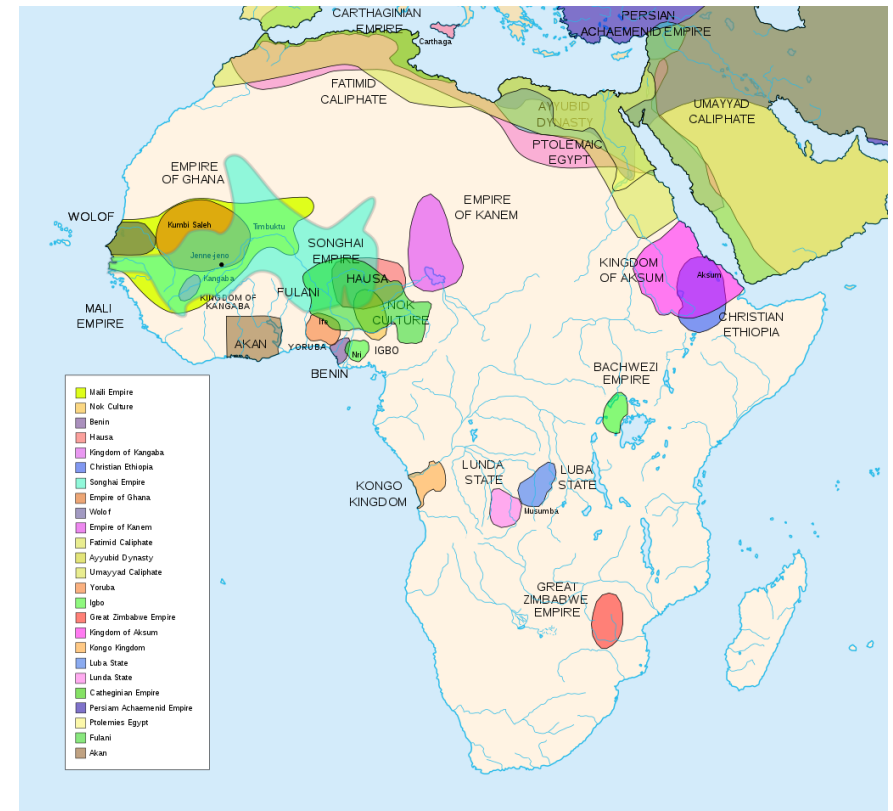 CARTHAGINIAN
EMPIRE
Carthaga
PERSIAN
ACHAEMENID EMPIRE
FATIMID
CALIPHATE
AYYUBID
DYNASTY
UMAYYAD
CALIPHATE
PTOLEMAIC
EGYPT
EMPIRE
OF GHANA
WOLOF
Kumbi Saleh
Timbuktu
EMPIRE
OF KANEM
SONGHAI
EMPIRE
Jenne-jeno
Kangaba
KINGDOM OF
KANGABA
HAUSA
FULANI
NOK
CULTURE
KINGDOM
OF AKSUM
Aksum
CHRISTIAN
ETHIOPIA
MALI
EMPIRE
AKAN
Ife
YORUBA
Nri
IGBO
BENIN
BACHWEZI
EMPIRE
KONGO
KINGDOM
LUNDA
STATE
LUBA
STATE
Musumba
GREAT
ZIMBABWE
EMPIRE
Maili Empire
Nok Culture
Benin
Hausa
Kingdom of Kangaba
Christian Ethiopia
Songhai Empire
Empire of Ghana
Wolof
Empire of Kanem
Fatimid Caliphate
Ayyubid Dynasty
Umayyad Caliphate
Yoruba
Igbo
Great Zimbabwe Empire
Kingdom of Aksum
Kongo Kingdom
Luba State
Lunda State
Catheginian Empire
Persiam Achaemenid Empire
Ptolemies Egypt
Fulani
Akan